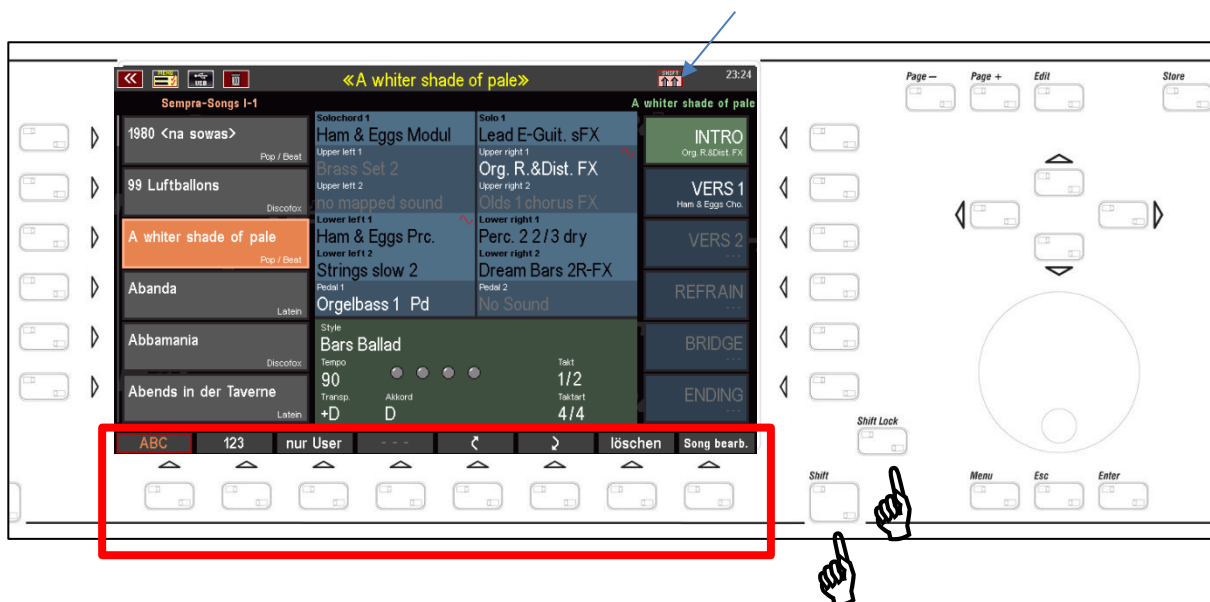 MENU
USB
«A whiter shade of pale»
SHIFT
23:24
Sempra-Songs I-1
A whiter shade of pale
1980 <na sowas>
Pop / Beat
99 Luftballons
Discofox
A whiter shade of pale
Pop / Beat
Abanda
Latein
Abbamania
Discofox
Abends in der Taverne
Latein
Solochord 1
Ham & Eggs Modul
Solo 1
Lead E-Guit. sFX
Upper left 1
Brass Set 2
Upper right 1
Org. R.&Dist. FX
Upper left 2
no mapped sound
Upper right 2
Olds 1 chorus FX
Lower left 1
Ham & Eggs Prc.
Lower right 1
Perc. 2 2/3 dry
Lower left 2
Strings slow 2
Lower right 2
Dream Bars 2R-FX
Pedal 1
Orgelbass 1 Pd
Pedal 2
No Sound
Style
Bars Ballad
Tempo
90
Takt
1/2
Transp.
+D
Akkord
D
Taktart
4/4
INTRO
Org. R.&Dist. FX
VERS 1
Ham & Eggs Cho.
VERS 2
---
REFRAIN
---
BRIDGE
---
ENDING
---
ABC
123
nur User
---
löschen
Song bearb.
Page —
Page +
Edit
Store
Shift Lock
Shift
Menu
Esc
Enter